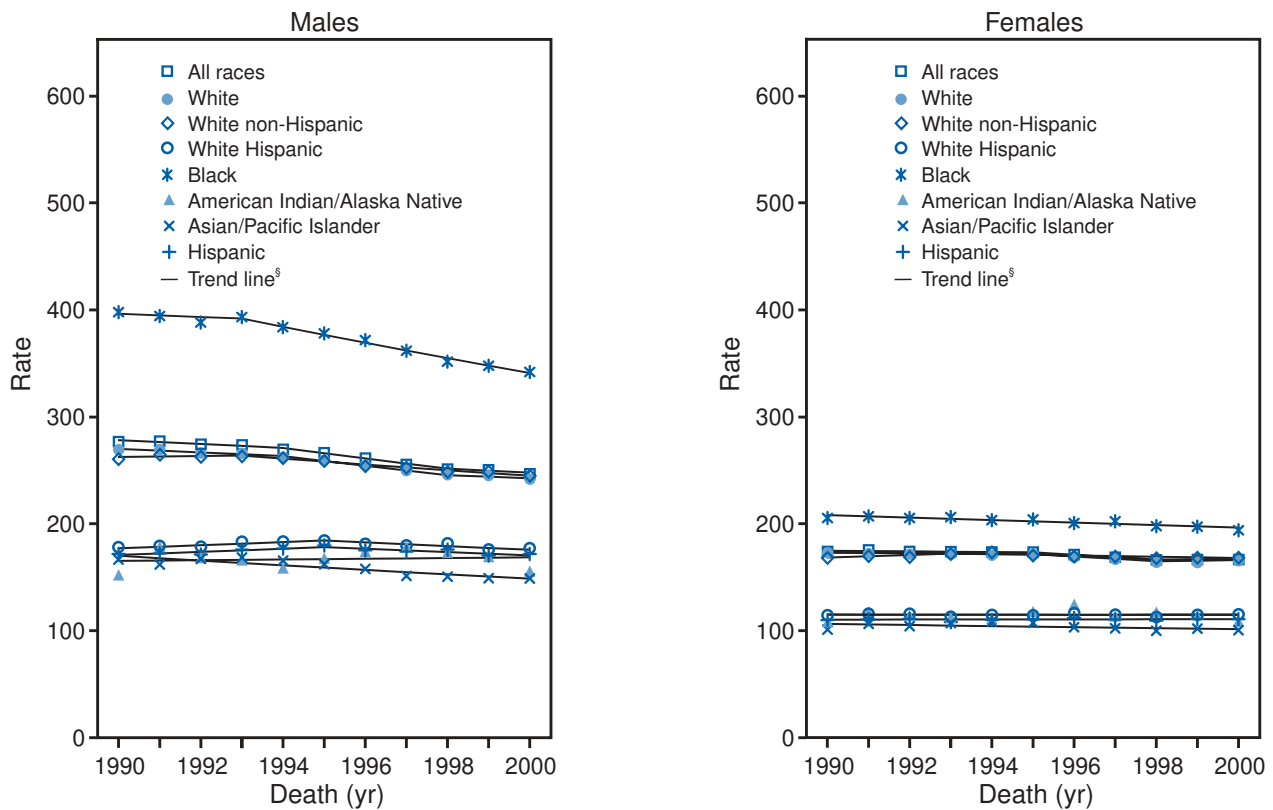 Males
600
500
400
300
200
100
0
Rate
All races
White
White non-Hispanic
White Hispanic
Black
American Indian/Alaska Native
Asian/Pacific Islander
Hispanic
Trend line§
1990 1992 1994 1996 1998 2000
Death (yr)
Females
600
500
400
300
200
100
0
Rate
All races
White
White non-Hispanic
White Hispanic
Black
American Indian/Alaska Native
Asian/Pacific Islander
Hispanic
Trend line§
1990 1992 1994 1996 1998 2000
Death (yr)